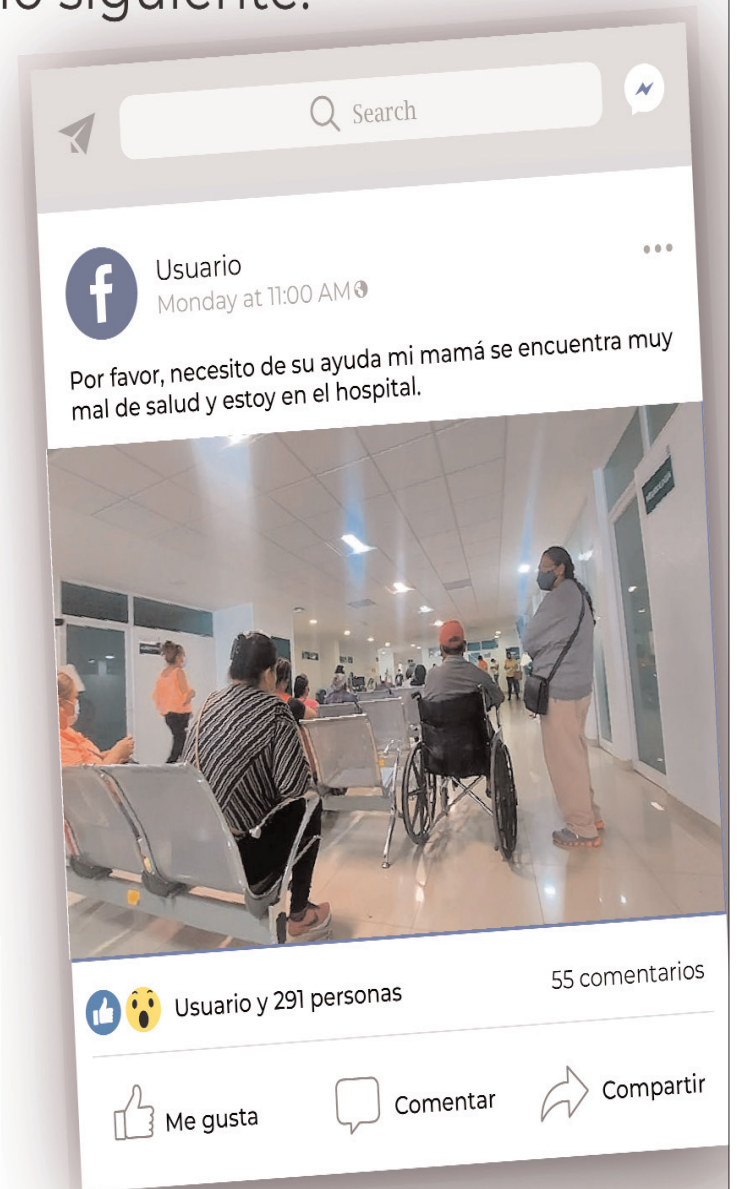 lo siguiente:
Search
Usuario
Monday at 11:00 AM
Por favor, necesito de su ayuda mi mamá se encuentra muy
mal de salud y estoy en el hospital.
Usuario y 291 personas
55 comentarios
Me gusta
Comentar
Compartir